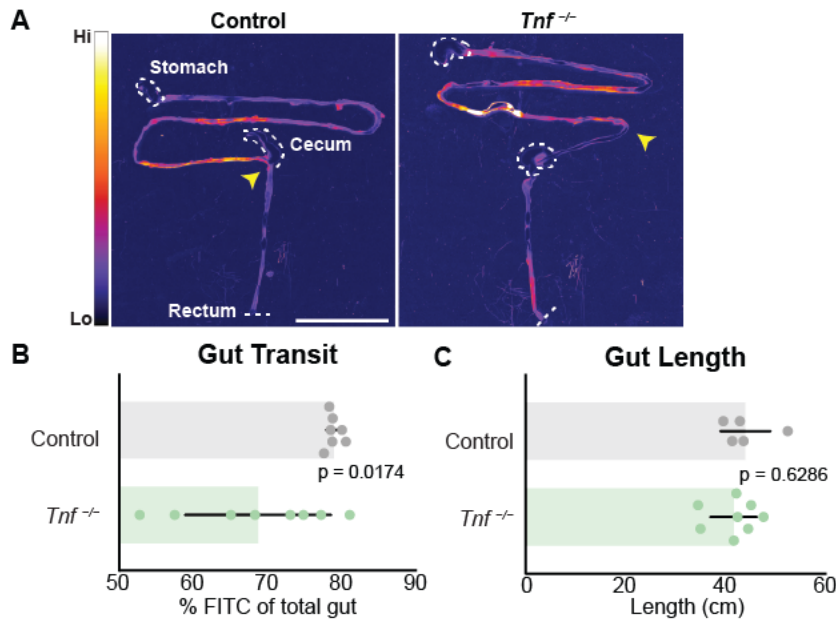 A
Control
Tnf –/–
Hi
Stomach
Cecum
Rectum
Lo
B
Gut Transit
Control
p = 0.0174
Tnf –/–
50
60
70
80
90
% FITC of total gut
C
Gut Length
Control
p = 0.6286
Tnf –/–
0
20
40
60
Length (cm)